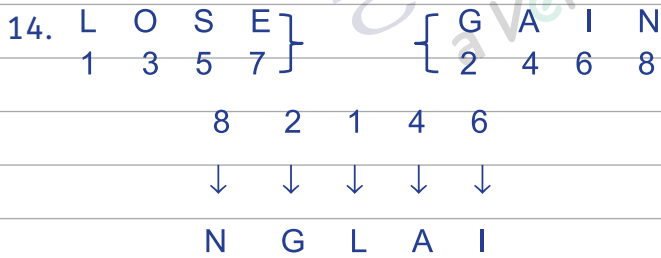 14. L O S E } { G A I N
1 3 5 7 2 4 6 8
8 2 1 4 6
↓ ↓ ↓ ↓ ↓
N G L A I